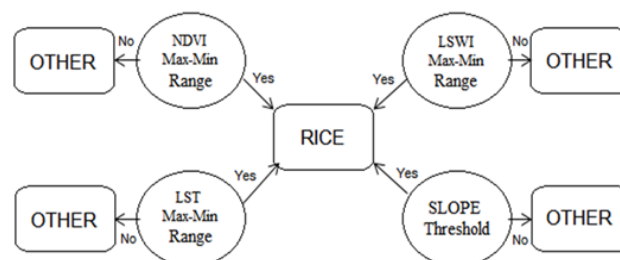 OTHER
No
NDVI
Max-Min
Range
Yes
LSWI
Max-Min
Range
No
Yes
OTHER
RICE
OTHER
No
LST
Max-Min
Range
Yes
Yes
SLOPE
Threshold
No
OTHER